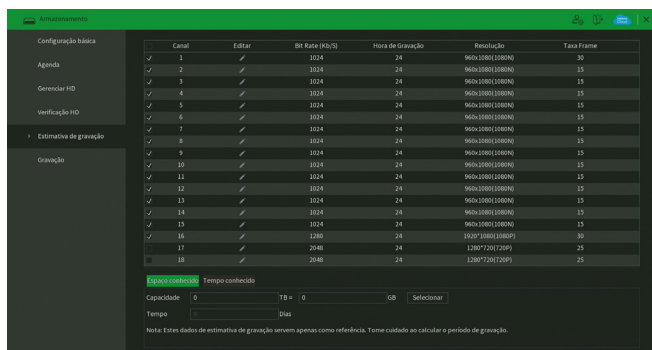 Armazenamento
Configuração básica
Agenda
Gerenciar HD
Verificação HD
Estimativa de gravação
Gravação
Canal Editar Bit Rate (Kb/S) Hora de Gravação Resolução Taxa Frame
1 1024 24 960x1080(1080N) 30
2 1024 24 960x1080(1080N) 15
3 1024 24 960x1080(1080N) 15
4 1024 24 960x1080(1080N) 15
5 1024 24 960x1080(1080N) 15
6 1024 24 960x1080(1080N) 15
7 1024 24 960x1080(1080N) 15
8 1024 24 960x1080(1080N) 15
9 1024 24 960x1080(1080N) 15
10 1024 24 960x1080(1080N) 15
11 1024 24 960x1080(1080N) 15
12 1024 24 960x1080(1080N) 15
13 1024 24 960x1080(1080N) 15
14 1024 24 960x1080(1080N) 15
15 1024 24 960x1080(1080N) 15
16 1280 24 1920*1080(1080P) 30
17 2048 24 1280*720(720P) 25
18 2048 24 1280*720(720P) 25
Espaço conhecido Tempo conhecido
Capacidade 0 TB = 0 GB Selecionar
Tempo Dias
Nota: Estes dados de estimativa de gravação servem apenas como referência. Tome cuidado ao calcular o período de gravação.